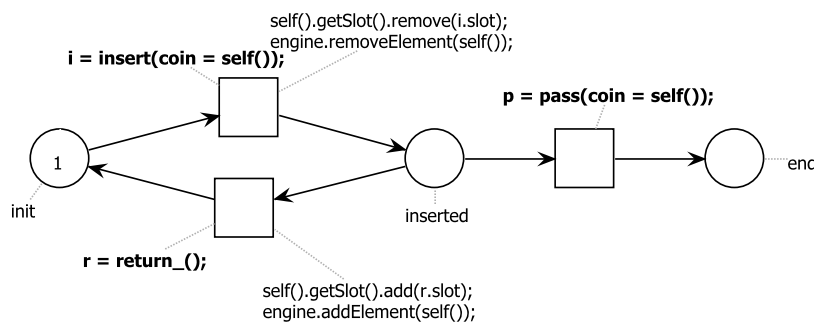 self().getSlot().remove(i.slot);
engine.removeElement(self());
i = insert(coin = self());
p = pass(coin = self());
1
init
inserted
end
r = return_();
self().getSlot().add(r.slot);
engine.addElement(self());